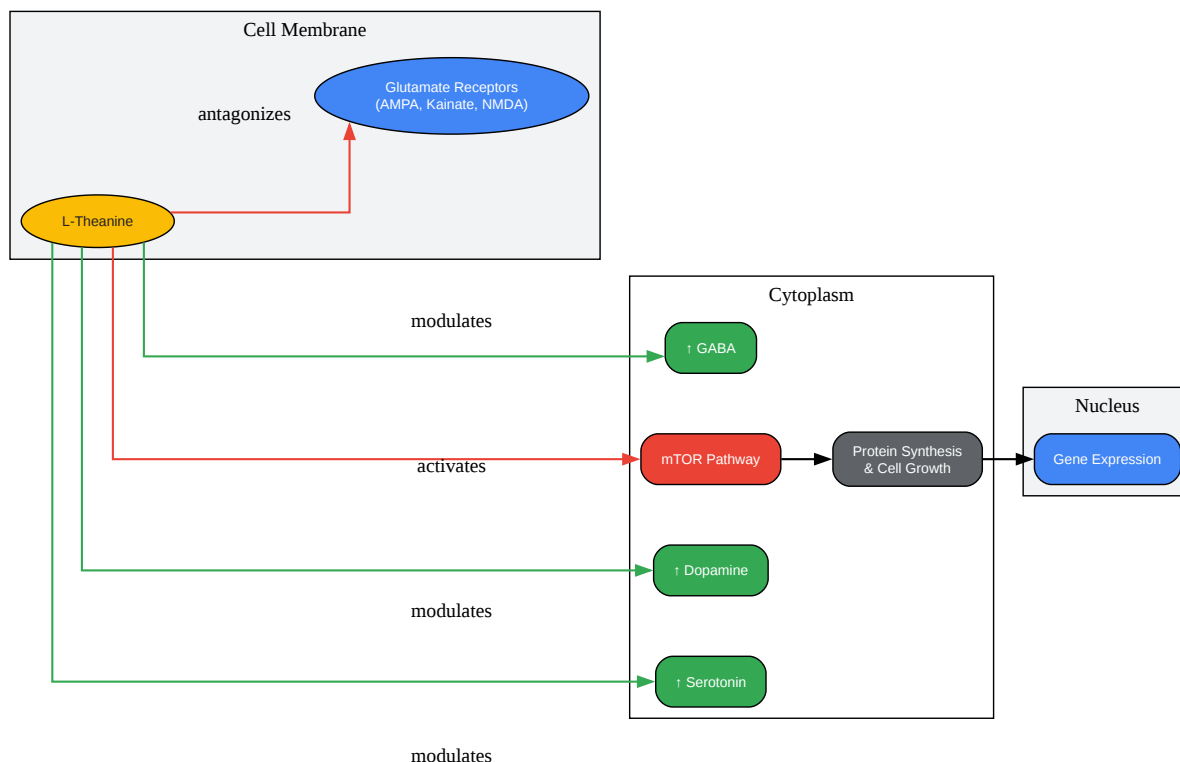 Cell Membrane
Glutamate Receptors
(AMPA, Kainate, NMDA)
antagonizes
L-Theanine
Cytoplasm
modulates
↑ GABA
Nucleus
activates
mTOR Pathway
Protein Synthesis
& Cell Growth
Gene Expression
↑ Dopamine
modulates
↑ Serotonin
modulates